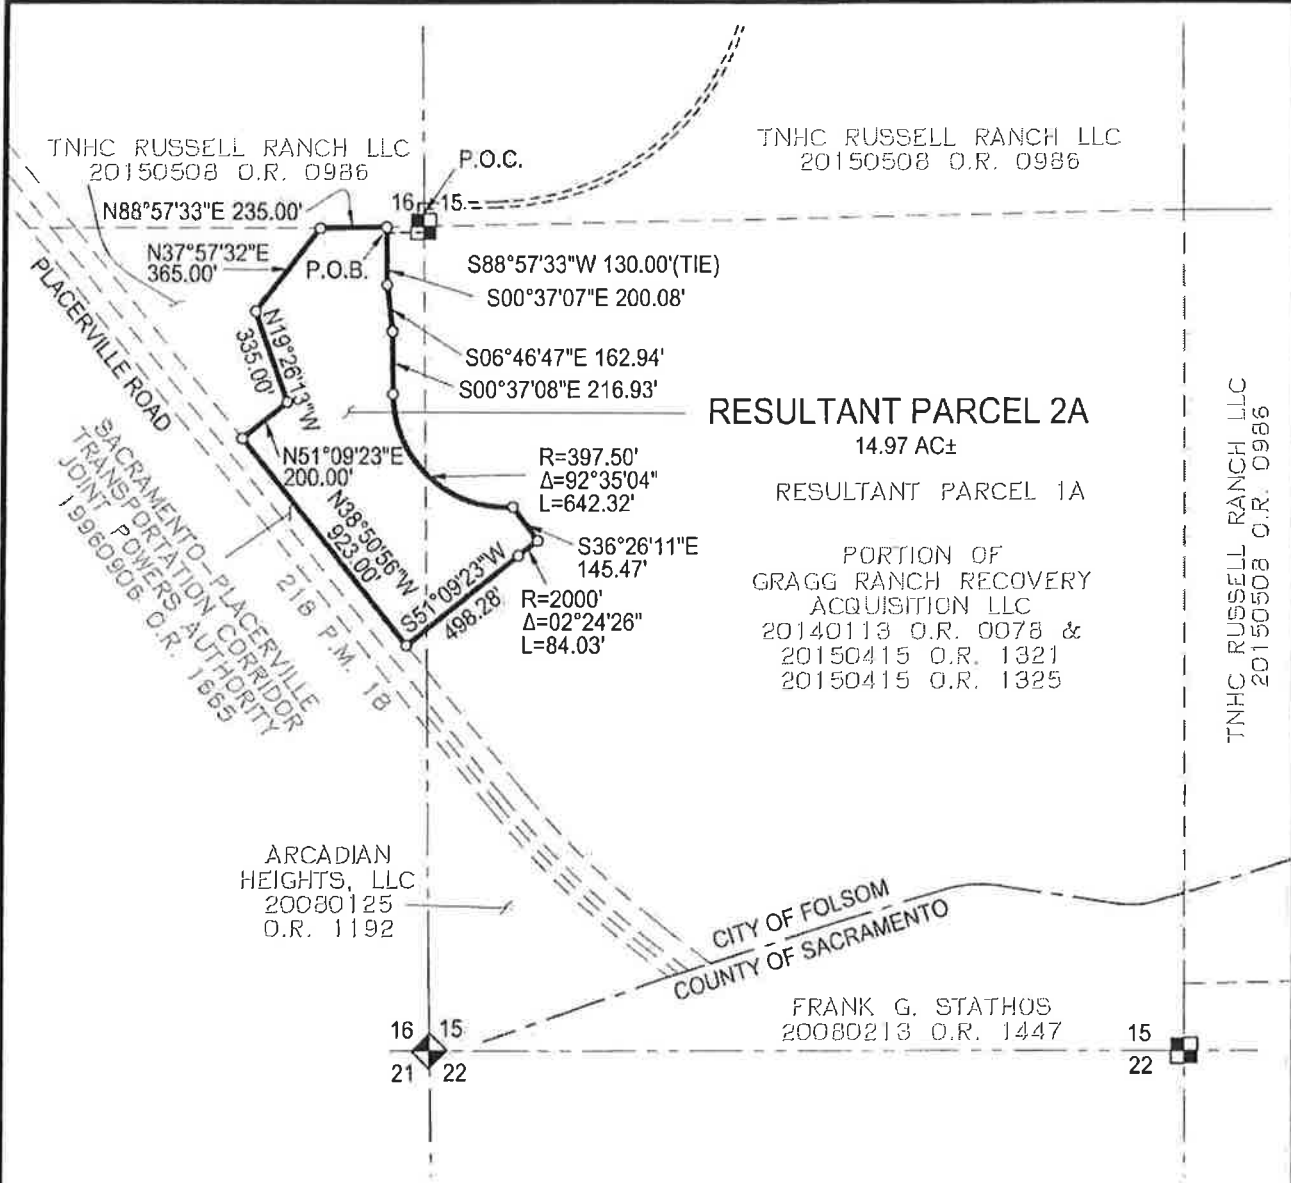 TNHC RUSSELL RANCH LLC
20150508 O.R. 0986
P.O.C.
TNHC RUSSELL RANCH LLC
20150508 O.R. 0986
16 15
N88°57'33"E 235.00'
N37°57'32"E
365.00'
P.O.B.
S88°57'33"W 130.00'(TIE)
S00°37'07"E 200.08'
PLACERVILLE ROAD
N19°26'13"W
335.00'
S06°46'47"E 162.94'
S00°37'08"E 216.93'
RESULTANT PARCEL 2A
14.97 AC±
N51°09'23"E
200.00'
R=397.50'
Δ=92°35'04"
L=642.32'
RESULTANT PARCEL 1A
SACRAMENTO-PLACERVILLE
TRANSPORTATION CORRIDOR
JOINT POWERS AUTHORITY
19960906 O.R. 1665
N38°50'56"W
923.00'
S51°09'23"W
498.28'
S36°26'11"E
145.47'
R=2000'
Δ=02°24'26"
L=84.03'
218 P.M. 18
PORTION OF
GRAGG RANCH RECOVERY
ACQUISITION LLC
20140113 O.R. 0078 &
20150415 O.R. 1321
20150415 O.R. 1325
TNHC RUSSELL RANCH LLC
20150508 O.R. 0986
ARCADIAN
HEIGHTS, LLC
20080125
O.R. 1192
CITY OF FOLSOM
COUNTY OF SACRAMENTO
FRANK G. STATHOS
20080213 O.R. 1447
16 15
21 22
15
22